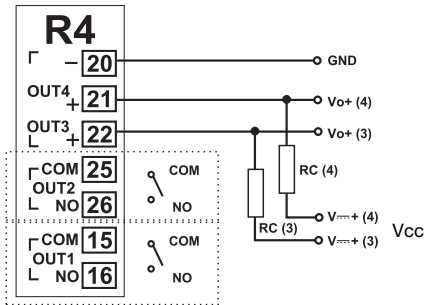 R4
− 20 GND
OUT4 + 21 Vo+ (4)
OUT3 + 22 Vo+ (3)
COM 25 COM RC (4)
OUT2
NO 26 NO
RC (3) V⎓+ (4)
COM 15 COM V⎓+ (3) Vcc
OUT1
NO 16 NO